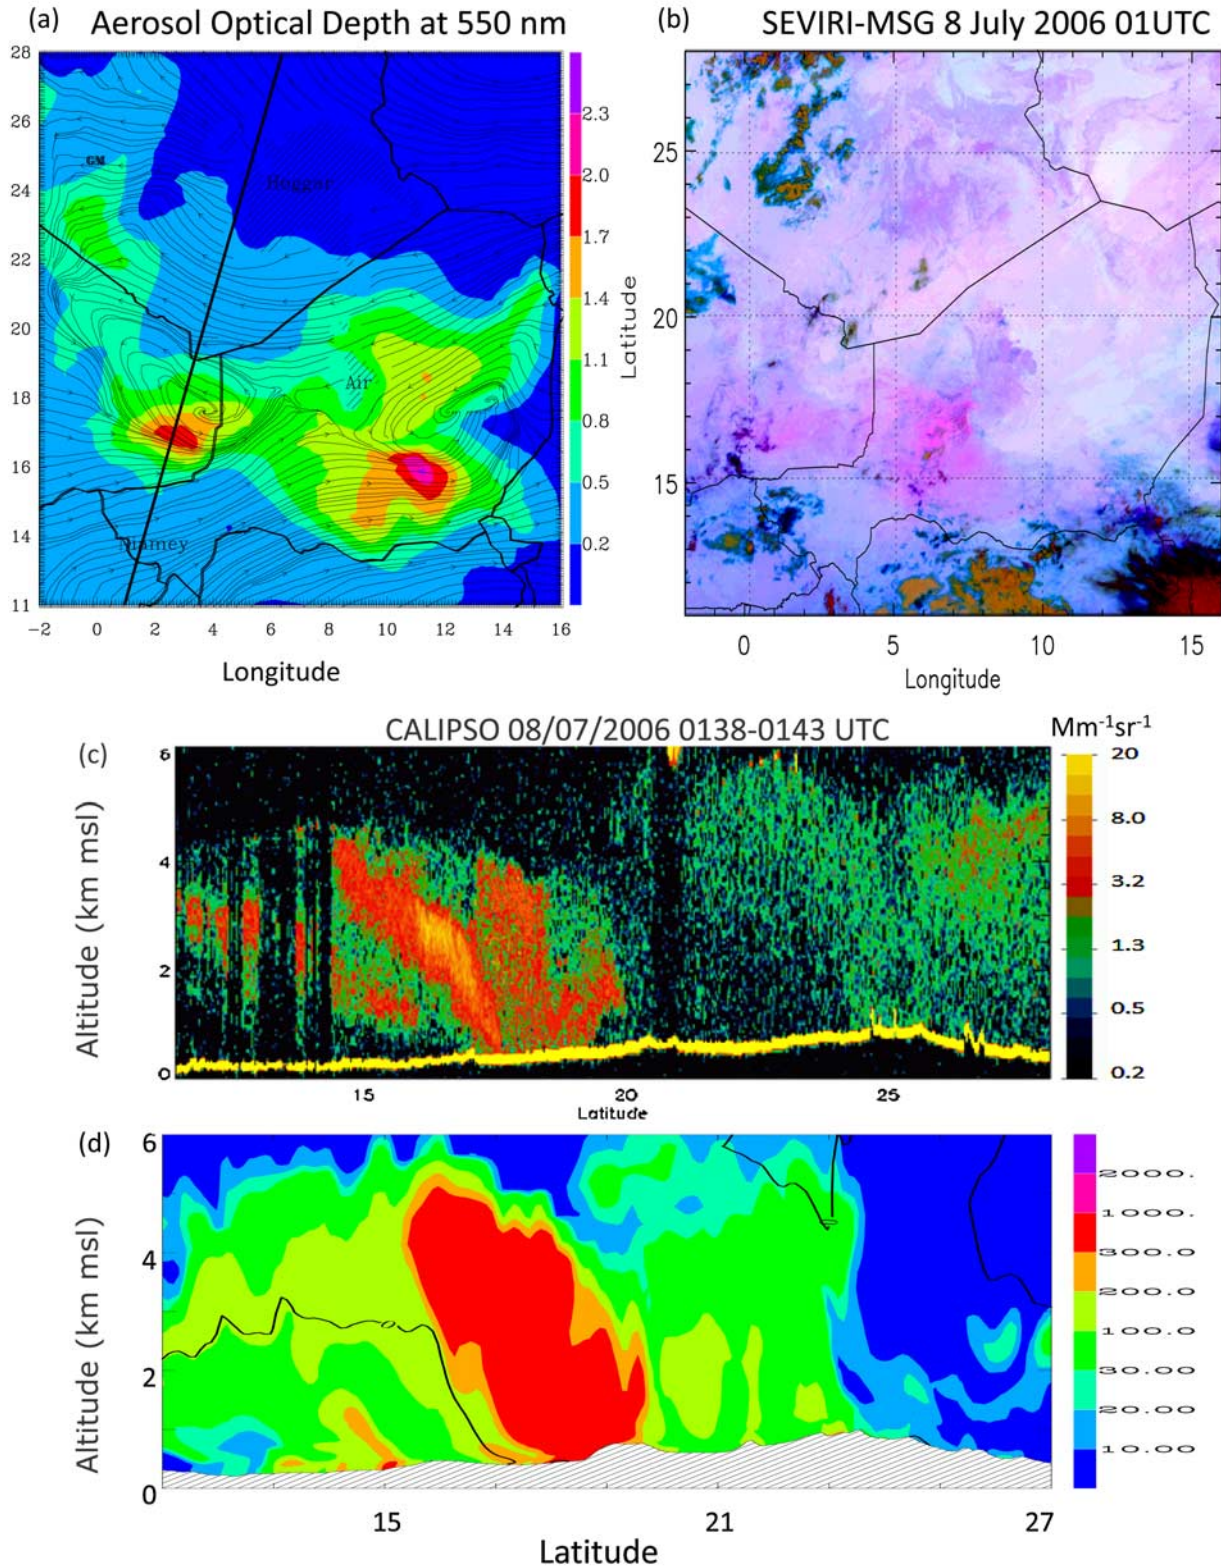 (a) Aerosol Optical Depth at 550 nm
(b) SEVIRI-MSG 8 July 2006 01UTC
28
26
24
22
20
18
16
14
11
GM
Hoggar
Air
Niamey
-2 0 2 4 6 8 10 12 14 16
Longitude
2.3
2.0
1.7
1.4
1.1
0.8
0.5
0.2
Latitude
25
20
15
0 5 10 15
Longitude
(c) CALIPSO 08/07/2006 0138-0143 UTC
Mm⁻¹sr⁻¹
Altitude (km msl)
6
4
2
0
15 20 25
Latitude
20
8.0
3.2
1.3
0.5
0.2
(d)
Altitude (km msl)
6
4
2
0
0
15 21 27
Latitude
2000.
1000.
300.0
200.0
100.0
30.00
20.00
10.00